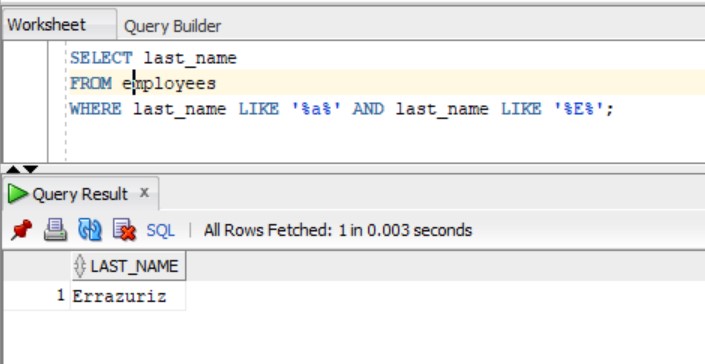 Worksheet Query Builder
SELECT last_name
FROM employees
WHERE last_name LIKE '%a%' AND last_name LIKE '%E%';
Query Result x
SQL | All Rows Fetched: 1 in 0.003 seconds
LAST_NAME
1 Errazuriz